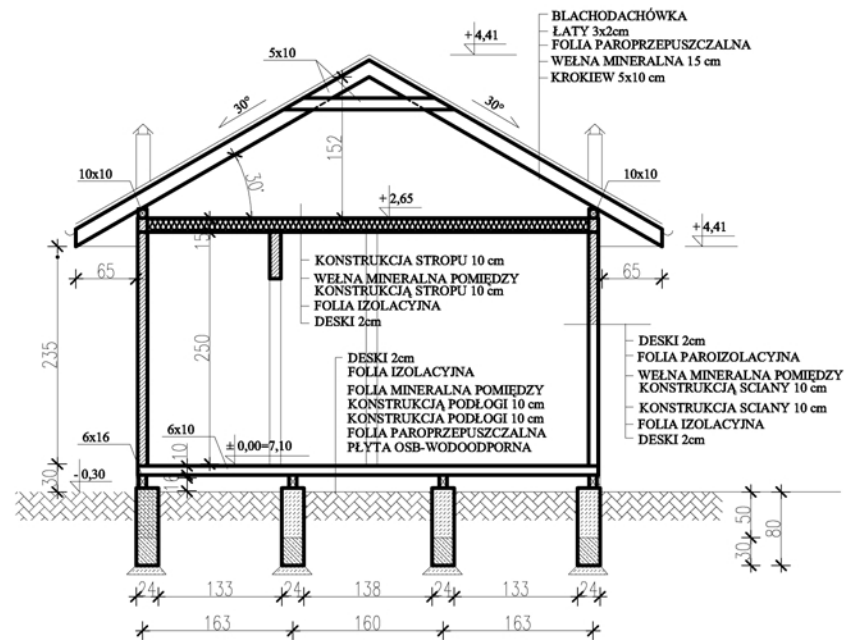 BLACHODACHÓWKA
ŁATY 3x2cm
FOLIA PAROPRZEPUSZCZALNA
WEŁNA MINERALNA 15 cm
KROKIEW 5x10 cm
+4,41
5x10
30°
30°
152
30°
10x10
10x10
+2,65
+4,41
15
65
65
KONSTRUKCJA STROPU 10 cm
WEŁNA MINERALNA POMIĘDZY
KONSTRUKCJĄ STROPU 10 cm
FOLIA IZOLACYJNA
DESKI 2cm
235
250
DESKI 2cm
FOLIA IZOLACYJNA
FOLIA MINERALNA POMIĘDZY
KONSTRUKCJĄ PODŁOGI 10 cm
KONSTRUKCJĄ PODŁOGI 10 cm
FOLIA PAROPRZEPUSZCZALNA
PŁYTA OSB-WODOODPORNA
DESKI 2cm
FOLIA PAROIZOLACYJNA
WEŁNA MINERALNA POMIĘDZY
KONSTRUKCJĄ SCIANY 10 cm
KONSTRUKCJA SCIANY 10 cm
FOLIA IZOLACYJNA
DESKI 2cm
6x16
6x10
± 0,00=7,10
10
16
30
- 0,30
50
30
80
24 133 24 138 24 133 24
163 160 163